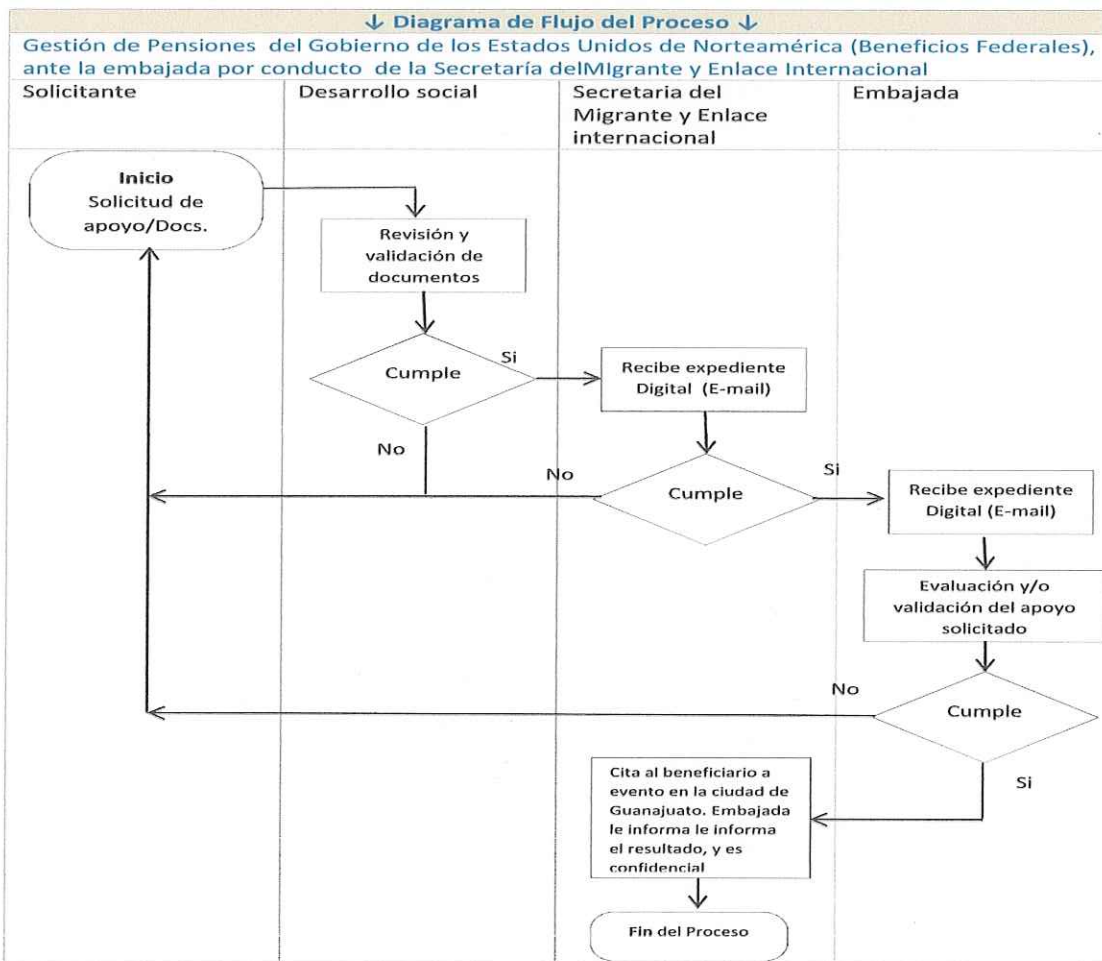 ↓ Diagrama de Flujo del Proceso ↓
Gestión de Pensiones del Gobierno de los Estados Unidos de Norteamérica (Beneficios Federales),
ante la embajada por conducto de la Secretaría delMIgrante y Enlace Internacional
Solicitante
Desarrollo social
Secretaria del
Migrante y Enlace
internacional
Embajada
Inicio
Solicitud de
apoyo/Docs.
Revisión y
validación de
documentos
Cumple
Si
No
Recibe expediente
Digital (E-mail)
Cumple
No
Si
Recibe expediente
Digital (E-mail)
Evaluación y/o
validación del apoyo
solicitado
Cumple
No
Si
Cita al beneficiario a
evento en la ciudad de
Guanajuato. Embajada
le informa le informa
el resultado, y es
confidencial
Fin del Proceso